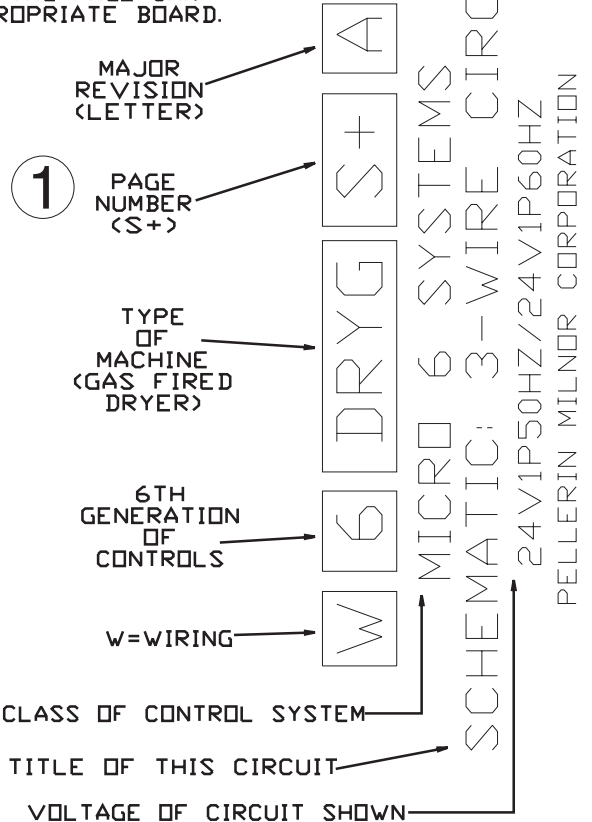 ROPRIATE BOARD.
MAJOR
REVISION
(LETTER)
1
PAGE
NUMBER
(S+)
TYPE
OF
MACHINE
(GAS FIRED
DRYER)
6TH
GENERATION
OF
CONTROLS
W=WIRING
CLASS OF CONTROL SYSTEM
TITLE OF THIS CIRCUIT
VOLTAGE OF CIRCUIT SHOWN
W 6 DRYG S+ A
MICRO 6 SYSTEMS
SCHEMATIC: 3-WIRE CIRC
24V1P50HZ/24V1P60HZ
PELLERIN MILNOR CORPORATION